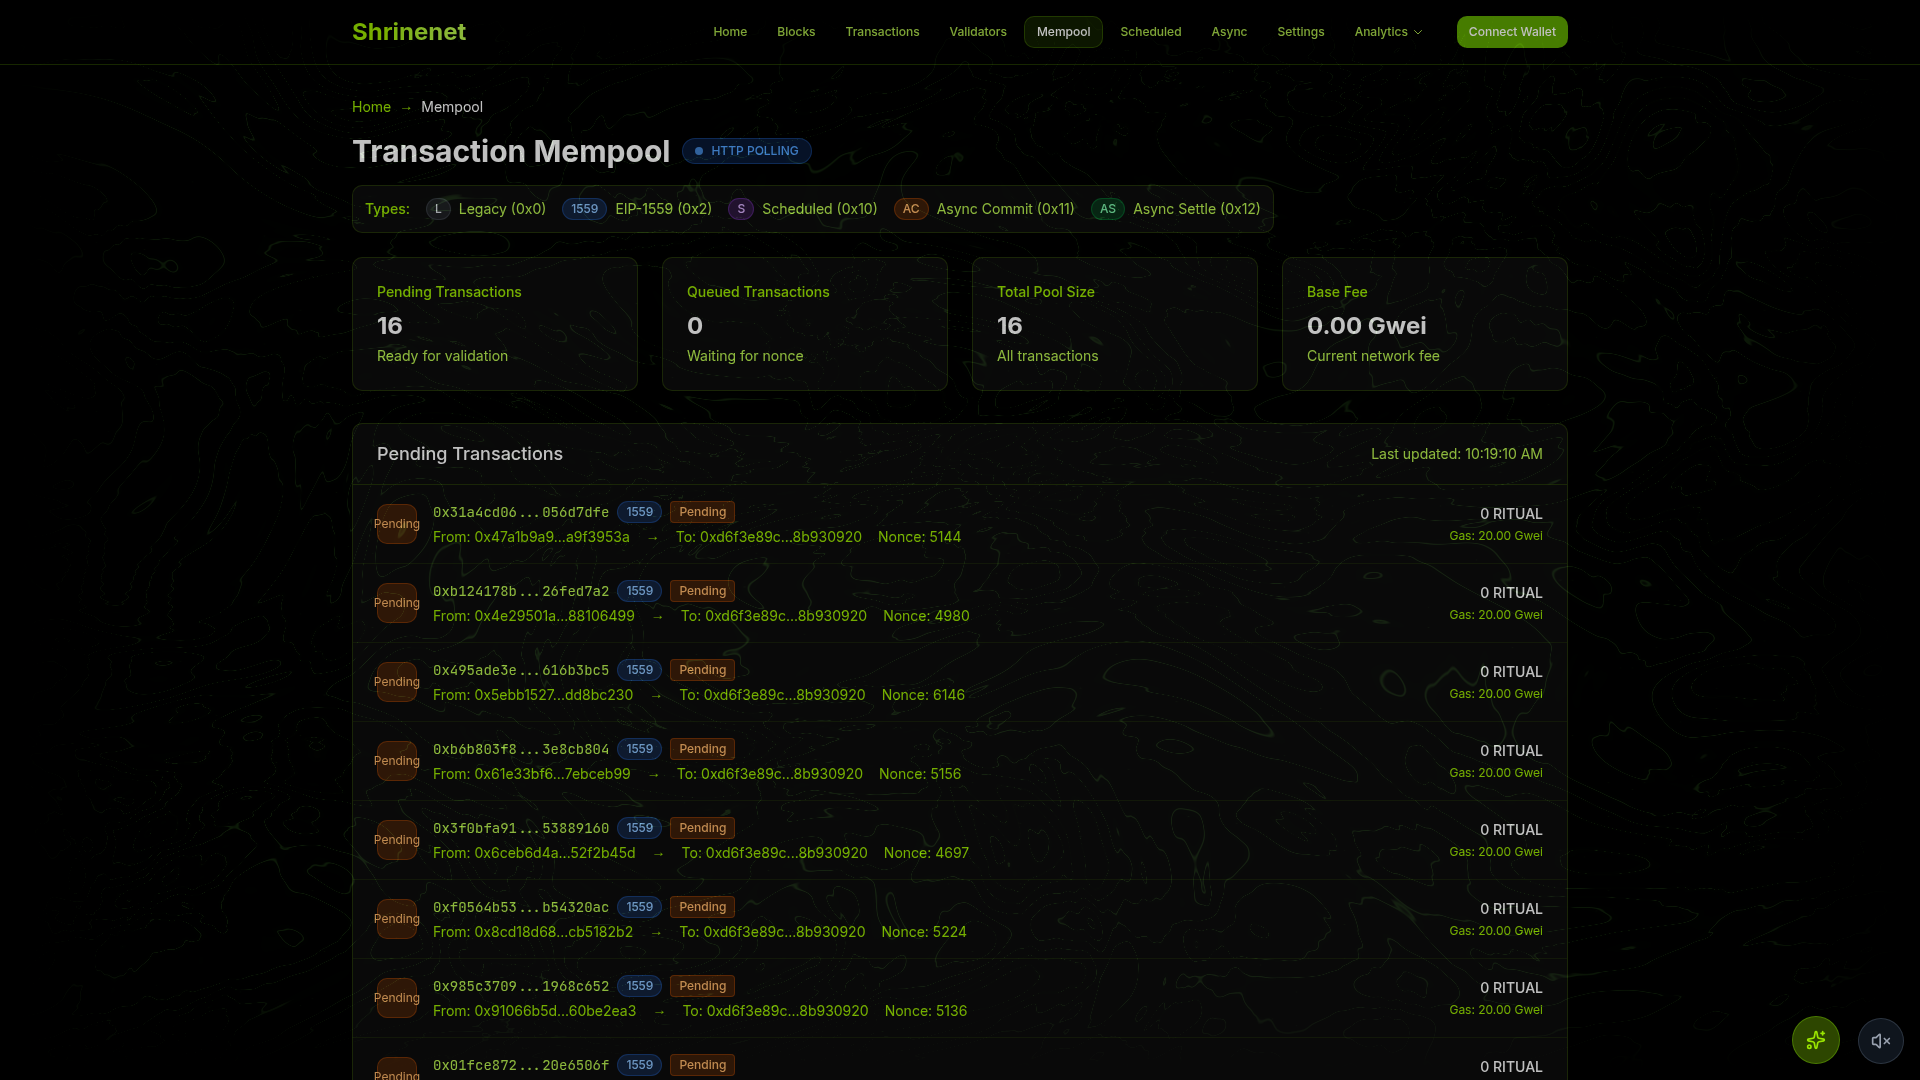 Shrinenet
Home Blocks Transactions Validators Mempool Scheduled Async Settings Analytics Connect Wallet
Home → Mempool
Transaction Mempool HTTP POLLING
Types: L Legacy (0x0) 1559 EIP-1559 (0x2) S Scheduled (0x10) AC Async Commit (0x11) AS Async Settle (0x12)
Pending Transactions
16
Ready for validation
Queued Transactions
0
Waiting for nonce
Total Pool Size
16
All transactions
Base Fee
0.00 Gwei
Current network fee
Pending Transactions Last updated: 10:19:10 AM
Pending 0x31a4cd06...056d7dfe 1559 Pending 0 RITUAL
From: 0x47a1b9a9...a9f3953a → To: 0xd6f3e89c...8b930920 Nonce: 5144 Gas: 20.00 Gwei
Pending 0xb124178b...26fed7a2 1559 Pending 0 RITUAL
From: 0x4e29501a...88106499 → To: 0xd6f3e89c...8b930920 Nonce: 4980 Gas: 20.00 Gwei
Pending 0x495ade3e...616b3bc5 1559 Pending 0 RITUAL
From: 0x5ebb1527...dd8bc230 → To: 0xd6f3e89c...8b930920 Nonce: 6146 Gas: 20.00 Gwei
Pending 0xb6b803f8...3e8cb804 1559 Pending 0 RITUAL
From: 0x61e33bf6...7ebceb99 → To: 0xd6f3e89c...8b930920 Nonce: 5156 Gas: 20.00 Gwei
Pending 0x3f0bfa91...53889160 1559 Pending 0 RITUAL
From: 0x6ceb6d4a...52f2b45d → To: 0xd6f3e89c...8b930920 Nonce: 4697 Gas: 20.00 Gwei
Pending 0xf0564b53...b54320ac 1559 Pending 0 RITUAL
From: 0x8cd18d68...cb5182b2 → To: 0xd6f3e89c...8b930920 Nonce: 5224 Gas: 20.00 Gwei
Pending 0x985c3709...1968c652 1559 Pending 0 RITUAL
From: 0x91066b5d...60be2ea3 → To: 0xd6f3e89c...8b930920 Nonce: 5136 Gas: 20.00 Gwei
Pending 0x01fce872...20e6506f 1559 Pending 0 RITUAL